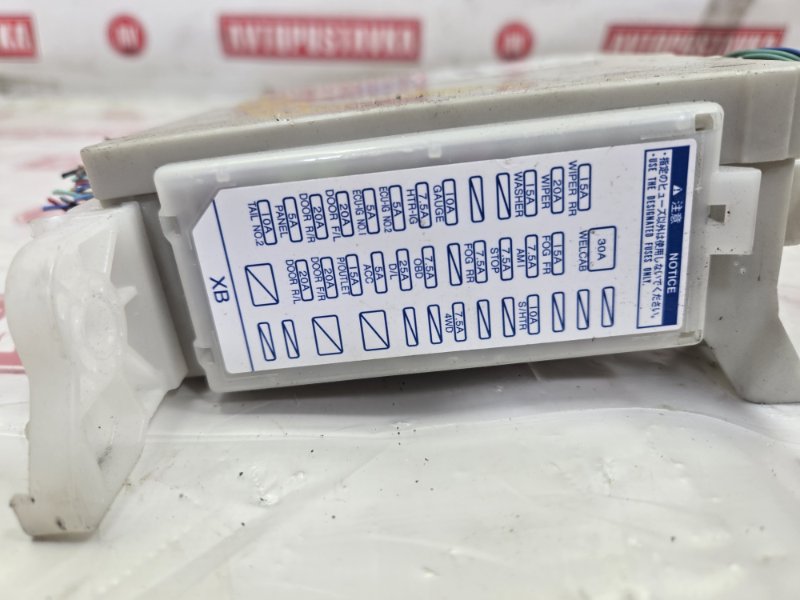 ⚠ 注意 NOTICE
・指定のヒューズ以外は使用しないでください。
・USE THE DESIGNATED FUSES ONLY.
15A
WIPER RR
20A
WIPER
15A
WASHER
10A
GAUGE
7.5A
HTR-IG
5A
ECU-IG NO.2
5A
ECU-IG NO.1
20A
DOOR F/L
20A
DOOR R/R
5A
PANEL
10A
TAIL NO.2
30A
WELCAB
15A
FOG FR
7.5A
AM1
7.5A
STOP
7.5A
FOG RR
7.5A
OBD
25A
5A
ACC
15A
P/OUTLET
20A
DOOR F/R
20A
DOOR R/L
10A
S/HTR
7.5A
4WD
XB